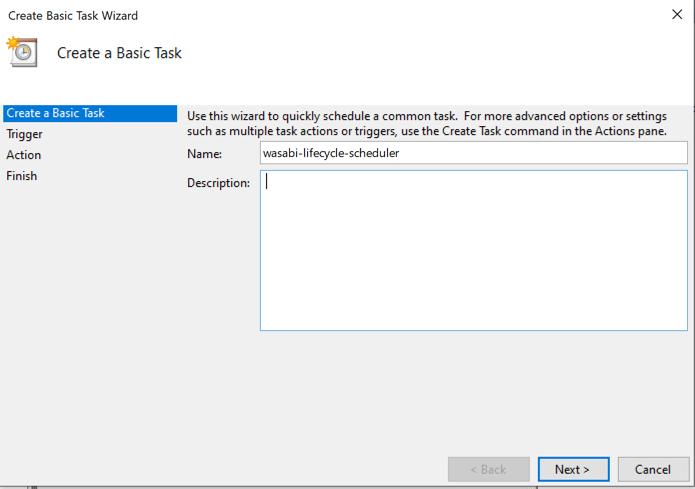 Create Basic Task Wizard
Create a Basic Task
Create a Basic Task
Use this wizard to quickly schedule a common task.  For more advanced options or settings
such as multiple task actions or triggers, use the Create Task command in the Actions pane.
Trigger
Action
Finish
Name:
wasabi-lifecycle-scheduler
Description:
< Back
Next >
Cancel